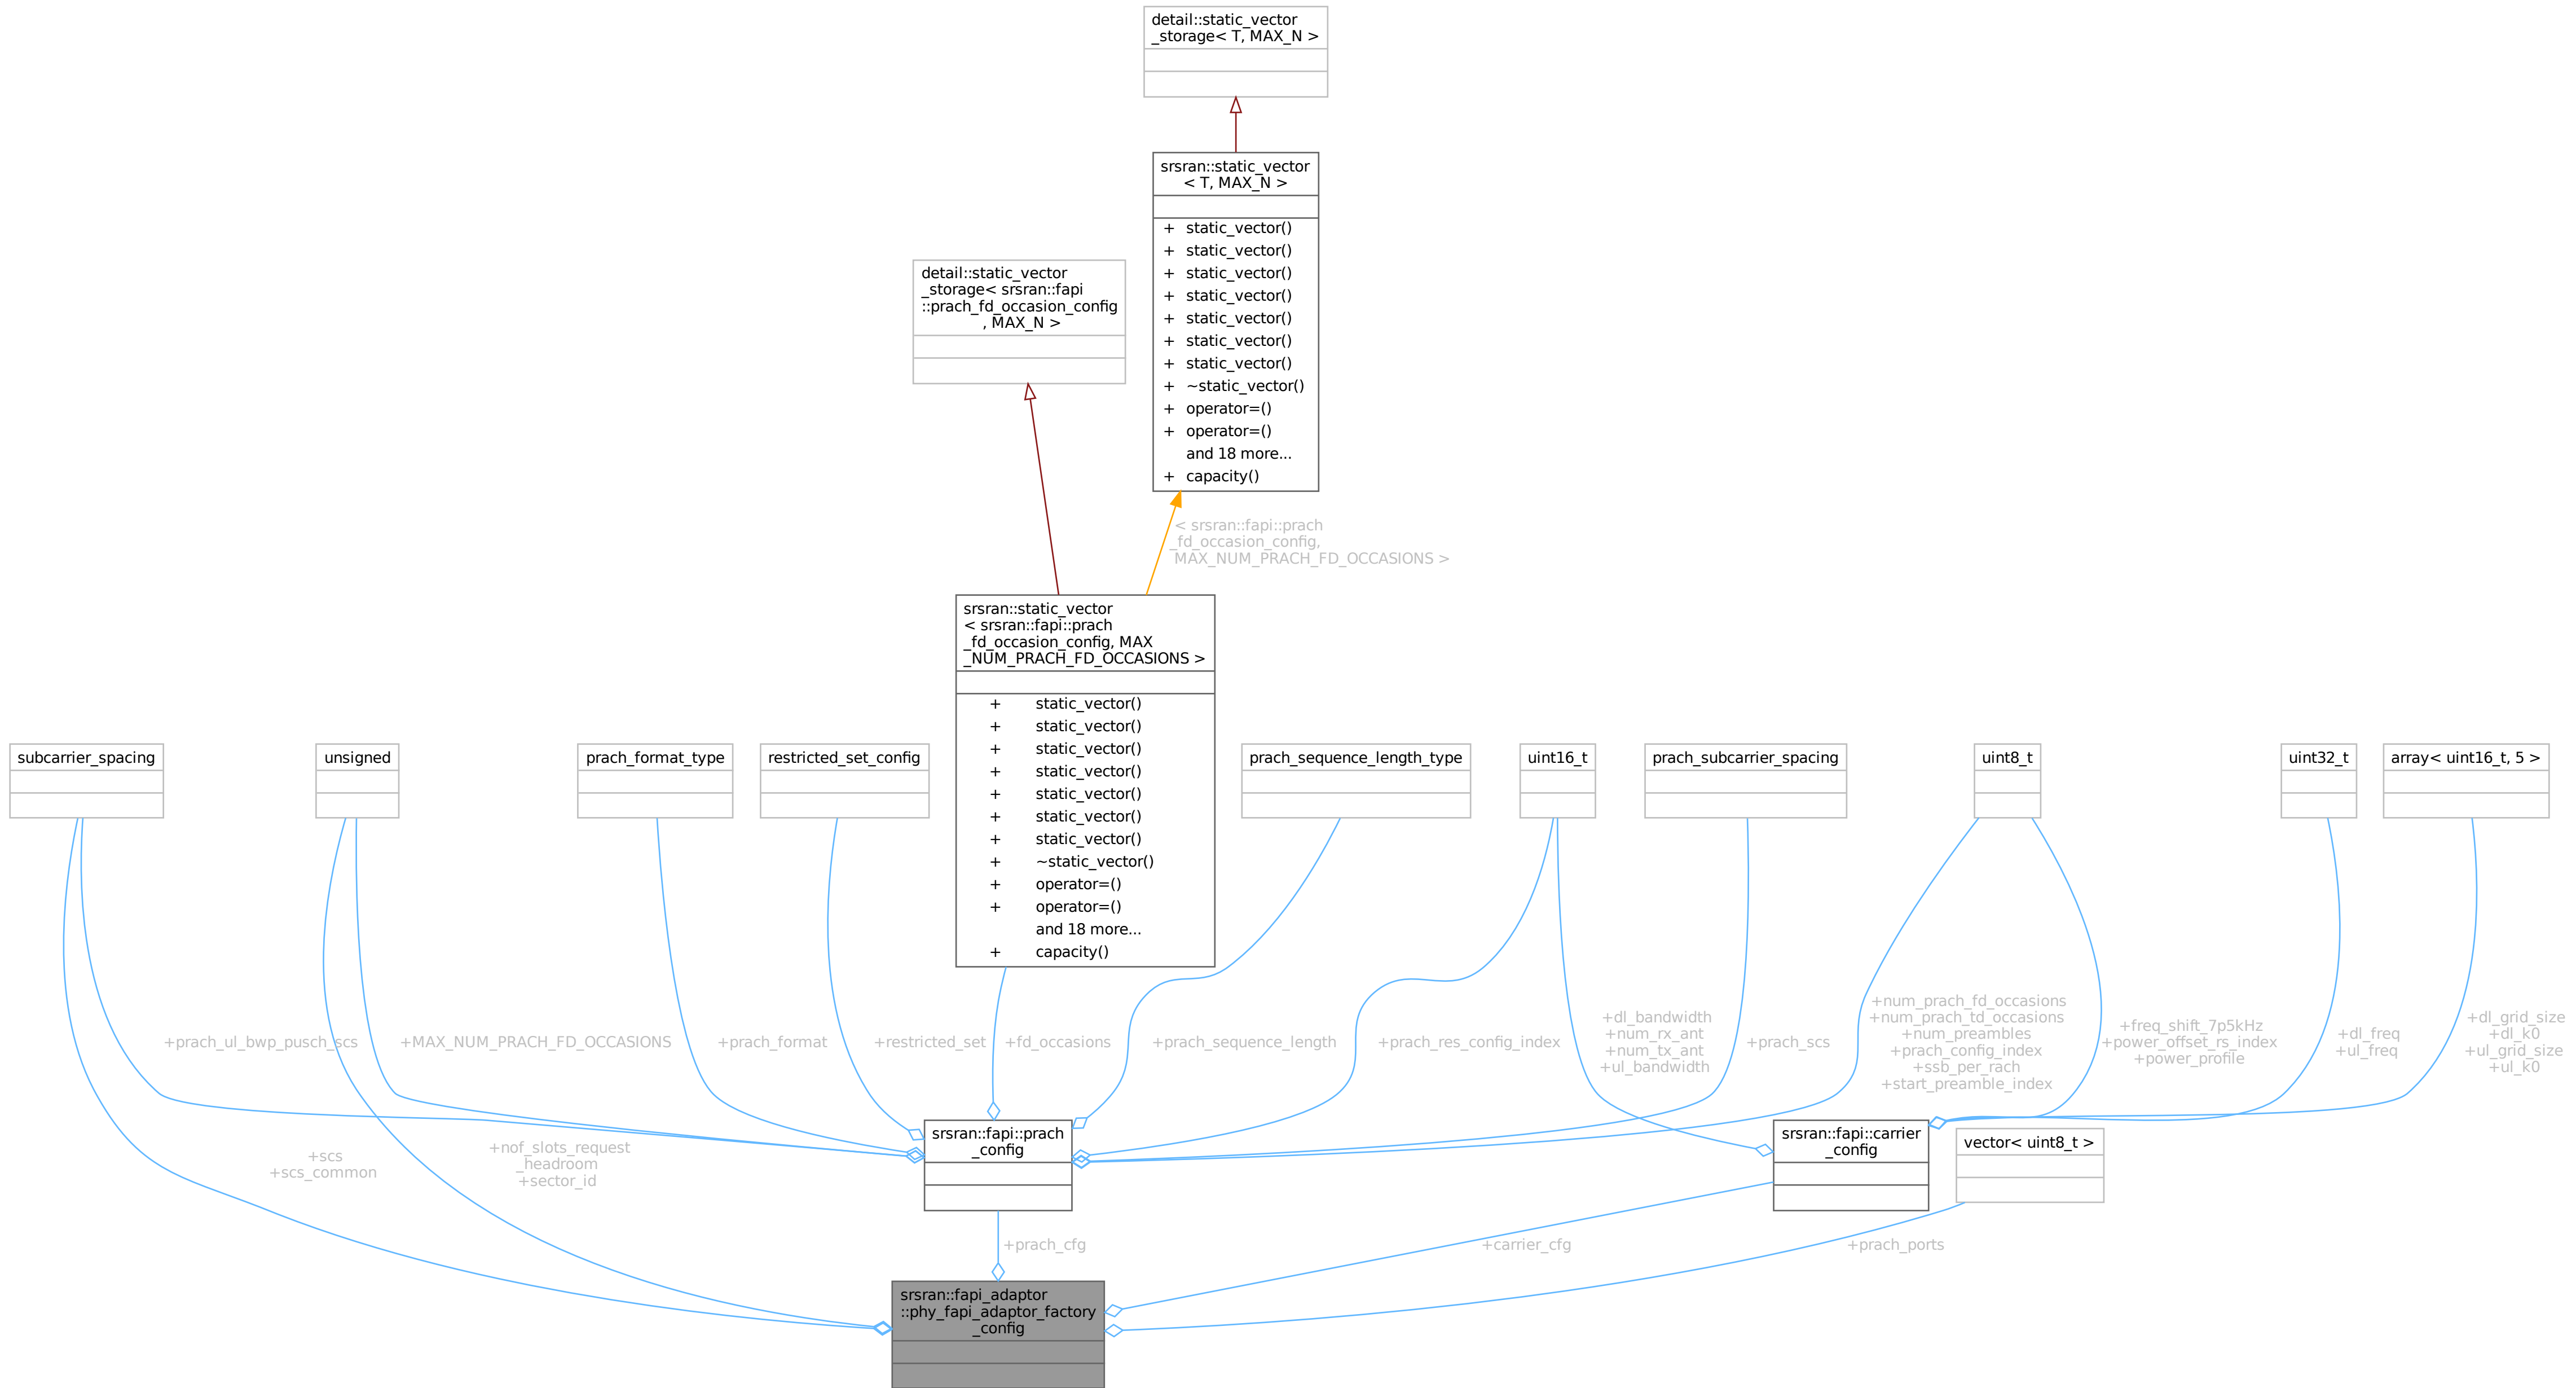 detail::static_vector
_storage< T, MAX_N >
srsran::static_vector
< T, MAX_N >
+ static_vector()
+ static_vector()
+ static_vector()
+ static_vector()
+ static_vector()
+ static_vector()
+ static_vector()
+ ~static_vector()
+ operator=()
+ operator=()
and 18 more...
+ capacity()
detail::static_vector
_storage< srsran::fapi
::prach_fd_occasion_config
, MAX_N >
< srsran::fapi::prach
_fd_occasion_config,
MAX_NUM_PRACH_FD_OCCASIONS >
srsran::static_vector
< srsran::fapi::prach
_fd_occasion_config, MAX
_NUM_PRACH_FD_OCCASIONS >
+ static_vector()
+ static_vector()
+ static_vector()
+ static_vector()
+ static_vector()
+ static_vector()
+ static_vector()
+ ~static_vector()
+ operator=()
+ operator=()
and 18 more...
+ capacity()
subcarrier_spacing
unsigned
prach_format_type
restricted_set_config
prach_sequence_length_type
uint16_t
prach_subcarrier_spacing
uint8_t
uint32_t
array< uint16_t, 5 >
+prach_ul_bwp_pusch_scs
+MAX_NUM_PRACH_FD_OCCASIONS
+prach_format
+restricted_set
+fd_occasions
+prach_sequence_length
+prach_res_config_index
+dl_bandwidth
+num_rx_ant
+num_tx_ant
+ul_bandwidth
+prach_scs
+num_prach_fd_occasions
+num_prach_td_occasions
+num_preambles
+prach_config_index
+ssb_per_rach
+start_preamble_index
+freq_shift_7p5kHz
+power_offset_rs_index
+power_profile
+dl_freq
+ul_freq
+dl_grid_size
+dl_k0
+ul_grid_size
+ul_k0
+scs
+scs_common
+nof_slots_request
_headroom
+sector_id
srsran::fapi::prach
_config
srsran::fapi::carrier
_config
vector< uint8_t >
+prach_cfg
+carrier_cfg
+prach_ports
srsran::fapi_adaptor
::phy_fapi_adaptor_factory
_config